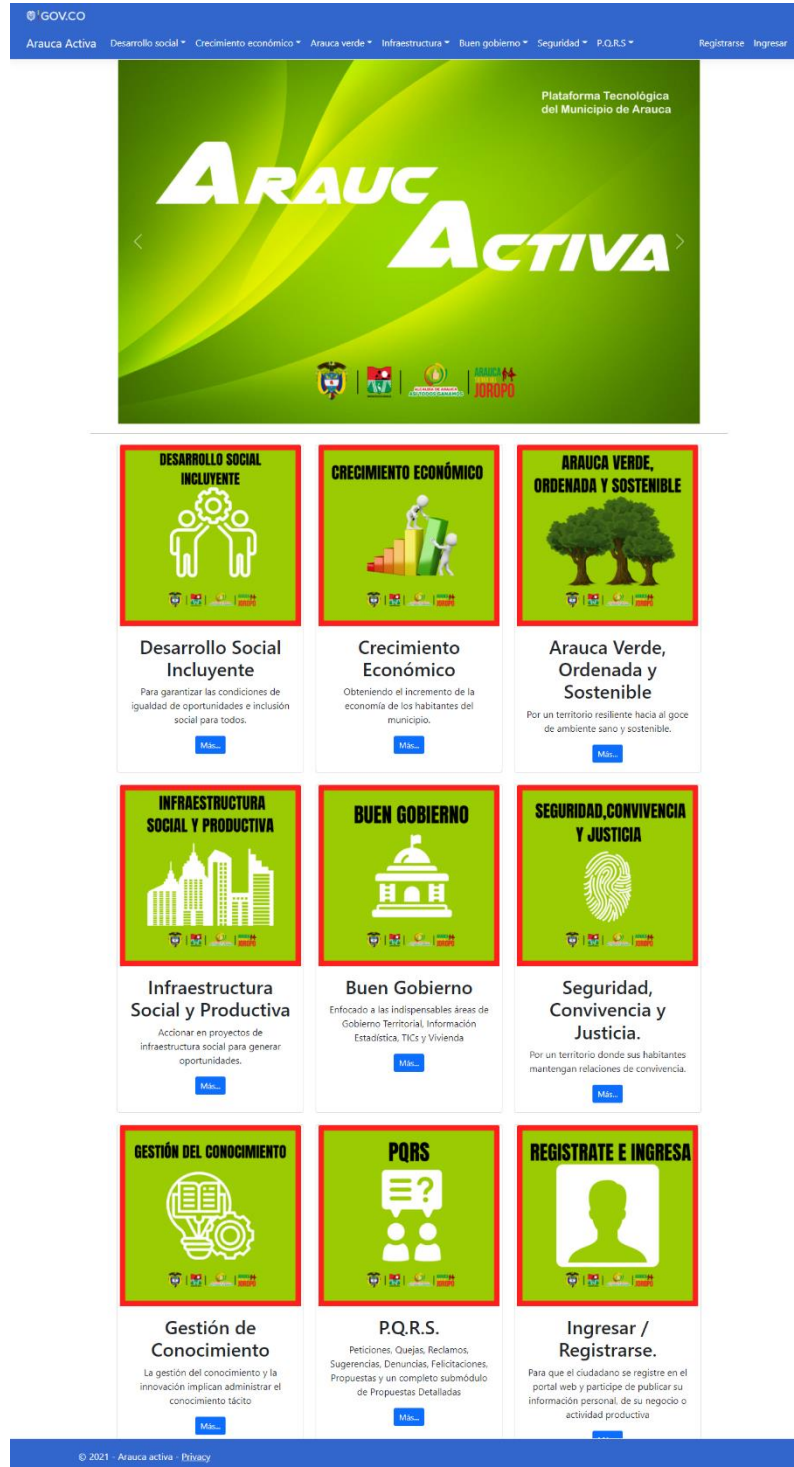 GOV.CO
Arauca Activa Desarrollo social Crecimiento económico Arauca verde Infraestructura Buen gobierno Seguridad P.Q.R.S Registrarse Ingresar
Plataforma Tecnológica
del Municipio de Arauca
ARAUC
ACTIVA
ALCALDÍA DE ARAUCA
ARAUCA
JOROPO
DESARROLLO SOCIAL
INCLUYENTE
Desarrollo Social
Incluyente
Para garantizar las condiciones de
igualdad de oportunidades e inclusión
social para todos.
Más...
CRECIMIENTO ECONÓMICO
Crecimiento
Económico
Obteniendo el incremento de la
economía de los habitantes del
municipio.
Más...
ARAUCA VERDE,
ORDENADA Y SOSTENIBLE
Arauca Verde,
Ordenada y
Sostenible
Por un territorio resiliente hacia al goce
de ambiente sano y sostenible.
Más...
INFRAESTRUCTURA
SOCIAL Y PRODUCTIVA
Infraestructura
Social y Productiva
Accionar en proyectos de
infraestructura social para generar
oportunidades.
Más...
BUEN GOBIERNO
Buen Gobierno
Enfocado a las indispensables áreas de
Gobierno Territorial, Información
Estadística, TICs y Vivienda
Más...
SEGURIDAD,CONVIVENCIA
Y JUSTICIA
Seguridad,
Convivencia y
Justicia.
Por un territorio donde sus habitantes
mantengan relaciones de convivencia.
Más...
GESTIÓN DEL CONOCIMIENTO
Gestión de
Conocimiento
La gestión del conocimiento y la
innovación implican administrar el
conocimiento tácito
Más...
PQRS
P.Q.R.S.
Peticiones, Quejas, Reclamos,
Sugerencias, Denuncias, Felicitaciones,
Propuestas y un completo submódulo
de Propuestas Detalladas
Más...
REGISTRATE E INGRESA
Ingresar /
Registrarse.
Para que el ciudadano se registre en el
portal web y participe de publicar su
información personal, de su negocio o
actividad productiva
© 2021 - Arauca activa - Privacy